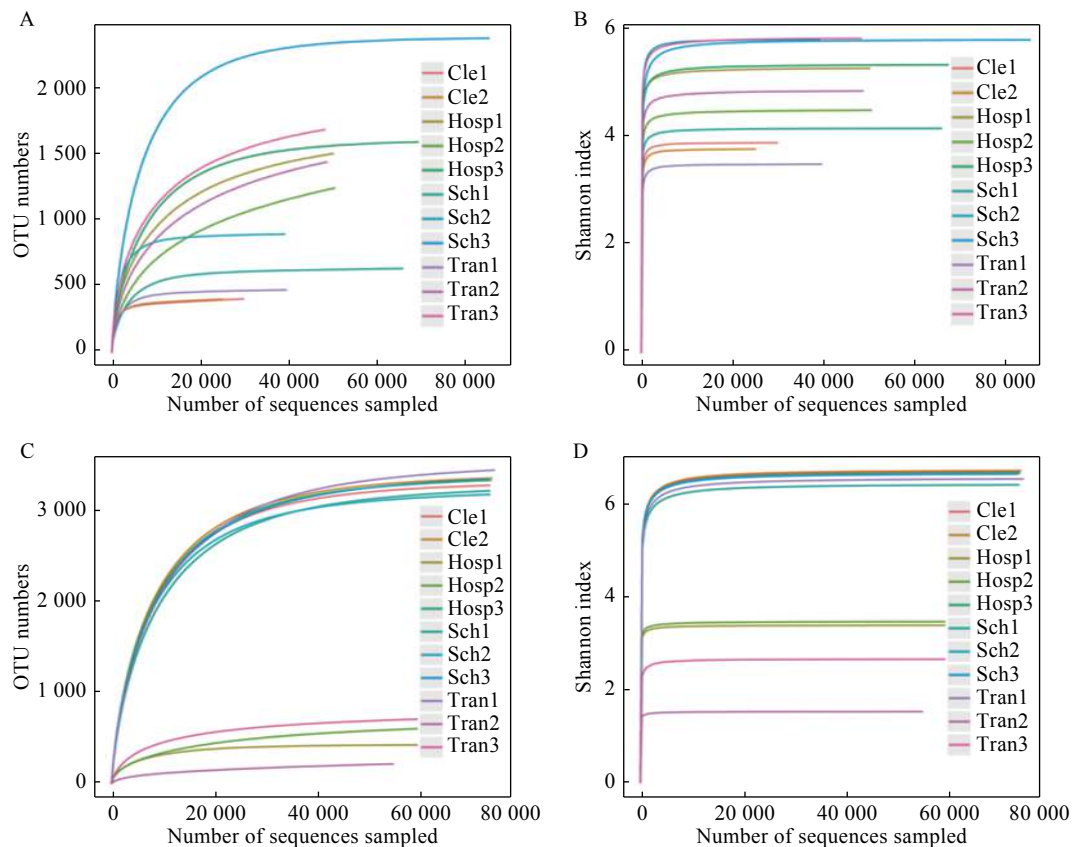 A
OTU numbers
2 000
1 500
1 000
500
0
Cle1
Cle2
Hosp1
Hosp2
Hosp3
Sch1
Sch2
Sch3
Tran1
Tran2
Tran3
0 20 000 40 000 60 000 80 000
Number of sequences sampled
B
Shannon index
6
4
2
0
Cle1
Cle2
Hosp1
Hosp2
Hosp3
Sch1
Sch2
Sch3
Tran1
Tran2
Tran3
0 20 000 40 000 60 000 80 000
Number of sequences sampled
C
OTU numbers
3 000
2 000
1 000
0
Cle1
Cle2
Hosp1
Hosp2
Hosp3
Sch1
Sch2
Sch3
Tran1
Tran2
Tran3
0 20 000 40 000 60 000 80 000
Number of sequences sampled
D
Shannon index
6
4
2
0
Cle1
Cle2
Hosp1
Hosp2
Hosp3
Sch1
Sch2
Sch3
Tran1
Tran2
Tran3
0 20 000 40 000 60 000 80 000
Number of sequences sampled